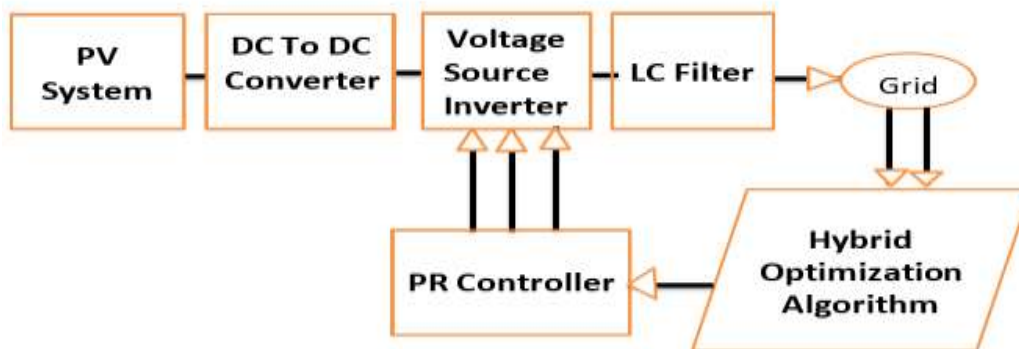 PV
System
DC To DC
Converter
Voltage
Source
Inverter
LC Filter
Grid
PR Controller
Hybrid
Optimization
Algorithm